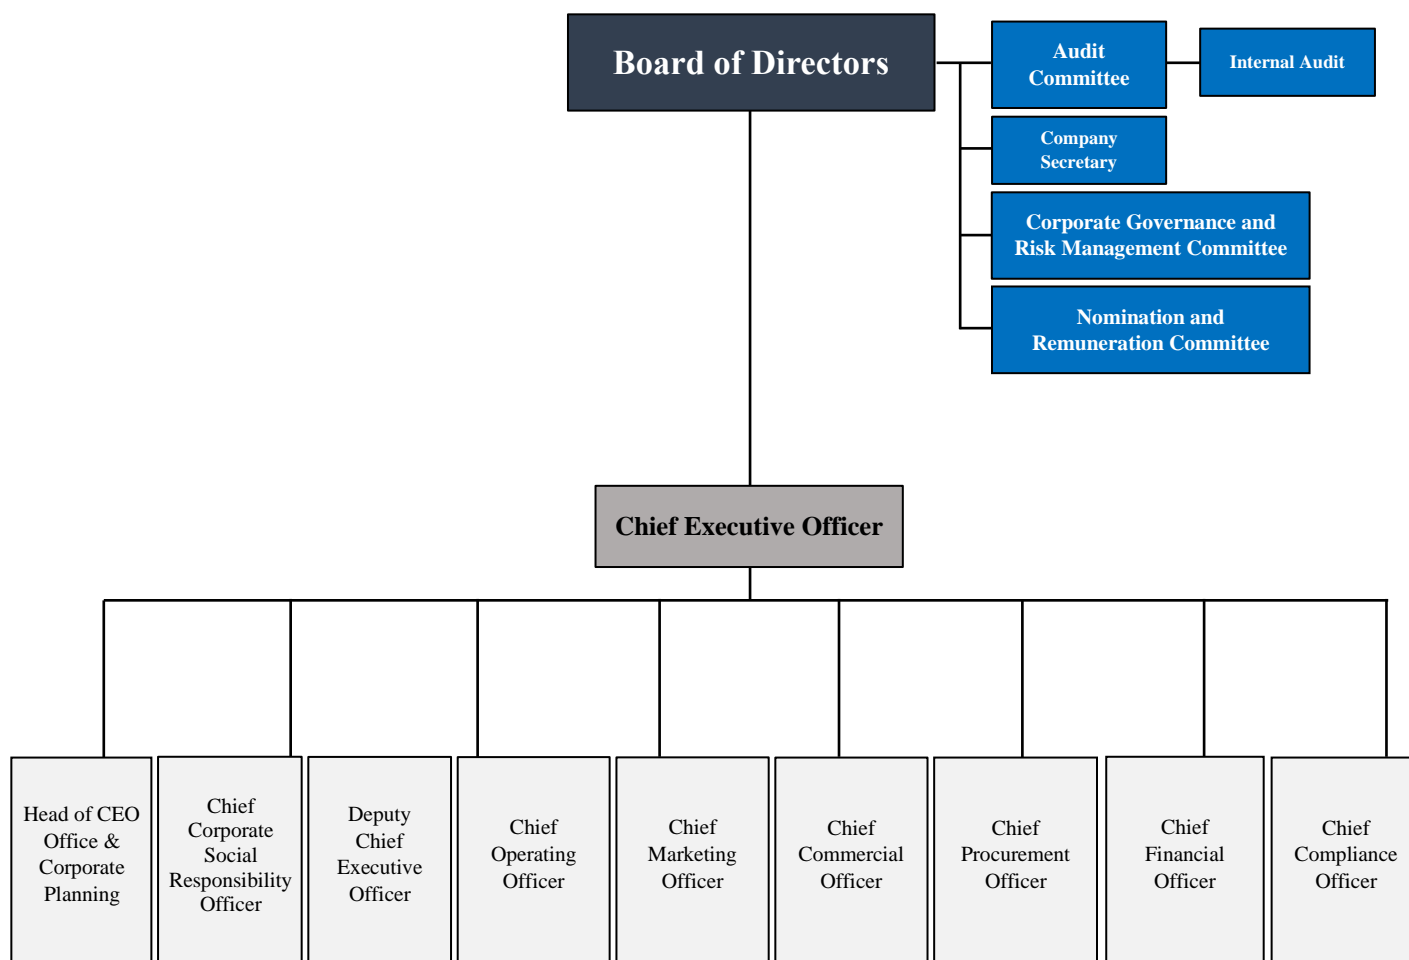 Board of Directors
Audit
Committee
Internal Audit
Company
Secretary
Corporate Governance and
Risk Management Committee
Nomination and
Remuneration Committee
Chief Executive Officer
Head of CEO
Office &
Corporate
Planning
Chief
Corporate
Social
Responsibility
Officer
Deputy
Chief
Executive
Officer
Chief
Operating
Officer
Chief
Marketing
Officer
Chief
Commercial
Officer
Chief
Procurement
Officer
Chief
Financial
Officer
Chief
Compliance
Officer